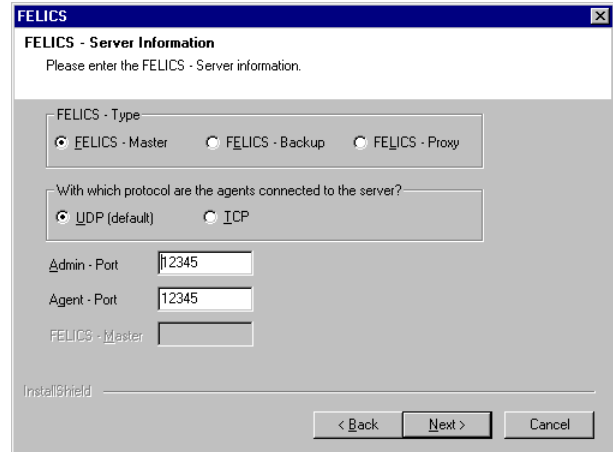 FELICS
FELICS - Server Information
Please enter the FELICS - Server information.
FELICS - Type
FELICS - Master FELICS - Backup FELICS - Proxy
With which protocol are the agents connected to the server?
UDP (default) TCP
Admin - Port 12345
Agent - Port 12345
FELICS - Master
InstallShield
< Back Next > Cancel